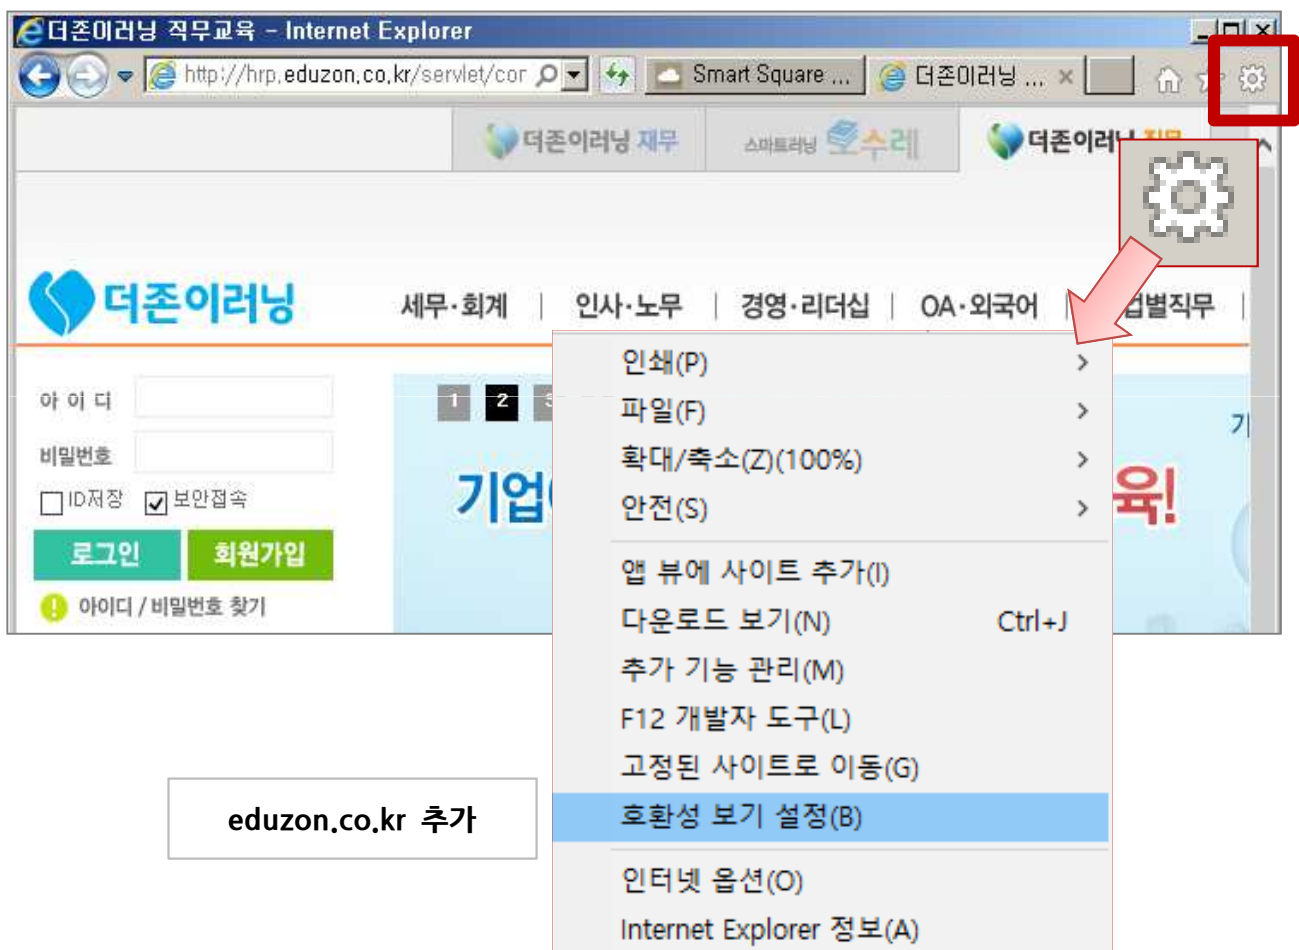 더존이러닝 직무교육 - Internet Explorer
http://hrp.eduzon.co.kr/servlet/cor
Smart Square ...
더존이러닝 ...
더존이러닝 재무
스마트러닝 수레
더존이러닝
더존이러닝
세무·회계 | 인사·노무 | 경영·리더십 | OA·외국어 | 업별직무 |
아 이 디
비밀번호
ID저장 보안접속
로그인 회원가입
아이디 / 비밀번호 찾기
1 2 3
기업
육!
기
인쇄(P)
파일(F)
확대/축소(Z)(100%)
안전(S)
앱 뷰에 사이트 추가(I)
다운로드 보기(N) Ctrl+J
추가 기능 관리(M)
F12 개발자 도구(L)
고정된 사이트로 이동(G)
호환성 보기 설정(B)
인터넷 옵션(O)
Internet Explorer 정보(A)
eduzon.co.kr 추가